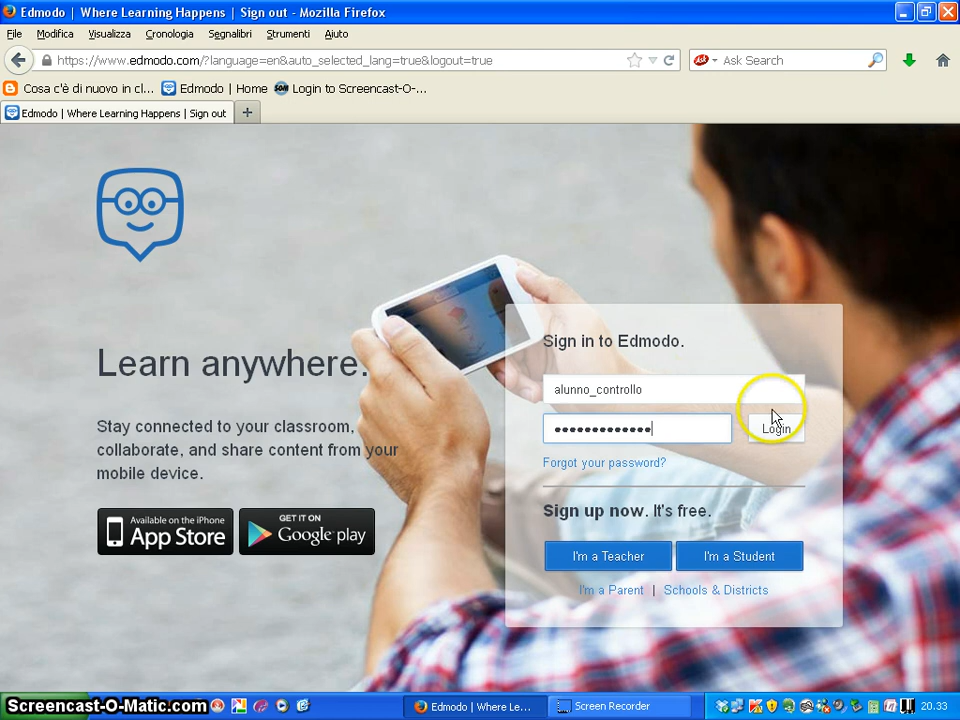 Edmodo | Where Learning Happens | Sign out - Mozilla Firefox
File Modifica Visualizza Cronologia Segnalibri Strumenti Aiuto
https://www.edmodo.com/?language=en&auto_selected_lang=true&logout=true
Ask Search
Cosa c'è di nuovo in cl... Edmodo | Home Login to Screencast-O-...
Edmodo | Where Learning Happens | Sign out
Sign in to Edmodo.
Learn anywhere.
alunno_controllo
Stay connected to your classroom,
collaborate, and share content from your
mobile device.
Login
Forgot your password?
Sign up now. It's free.
Available on the iPhone
App Store
GET IT ON
Google play
I'm a Teacher
I'm a Student
I'm a Parent | Schools & Districts
Screencast-O-Matic.com
Edmodo | Where Le...
Screen Recorder
20.33